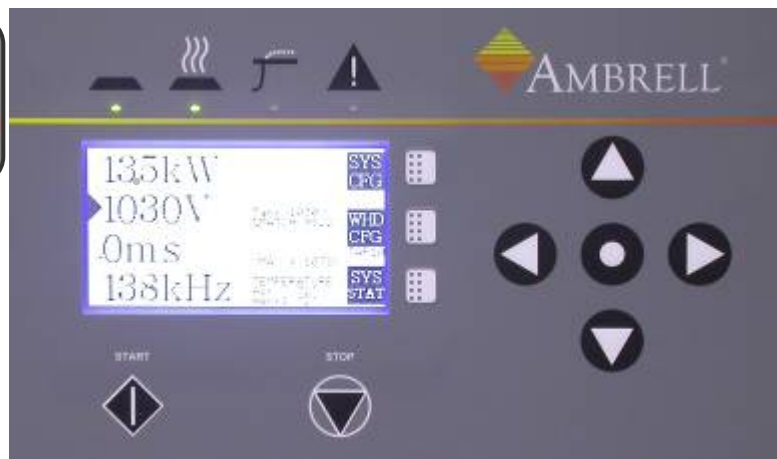 AMBRELL
13.5kW
SYS
CFG
1030V
WHD
CFG
0ms
138kHz
SYS
STAT
START
STOP